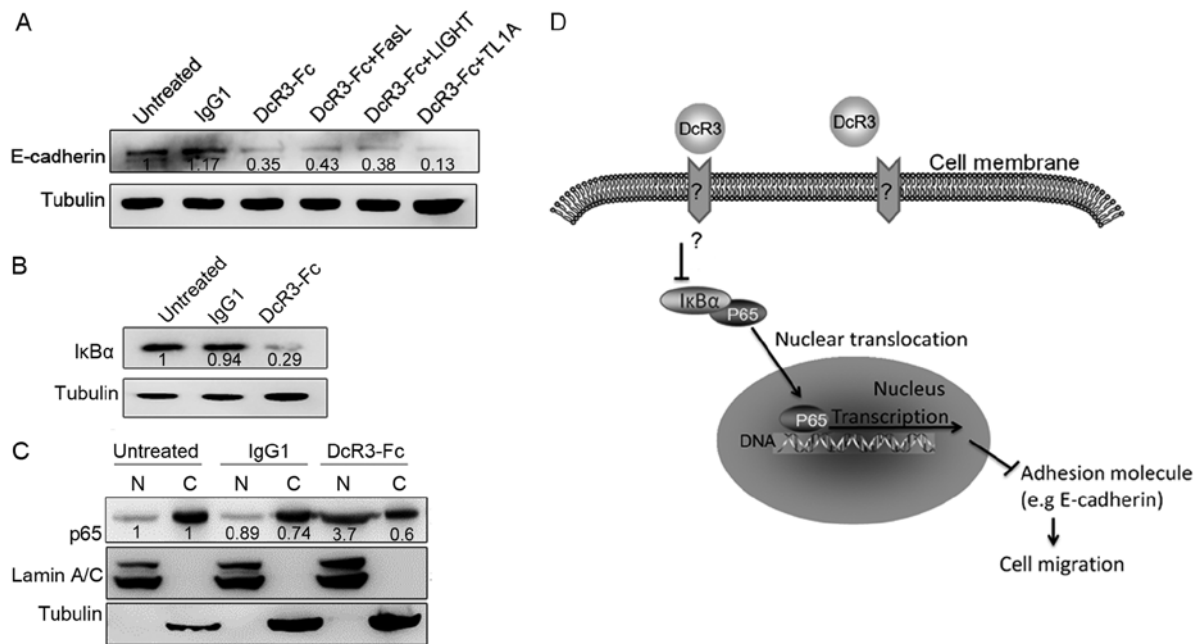 A
Untreated
IgG1
DcR3-Fc
DcR3-Fc+FasL
DcR3-Fc+LIGHT
DcR3-Fc+TL1A
E-cadherin
1 1.17 0.35 0.43 0.38 0.13
Tubulin
B
Untreated
IgG1
DcR3-Fc
IκBα
1 0.94 0.29
Tubulin
C
Untreated IgG1 DcR3-Fc
N C N C N C
p65
1 1 0.89 0.74 3.7 0.6
Lamin A/C
Tubulin
D
DcR3 DcR3
Cell membrane
? ?
?
IκBα
P65
Nuclear translocation
Nucleus
P65 Transcription
DNA
Adhesion molecule
(e.g E-cadherin)
Cell migration